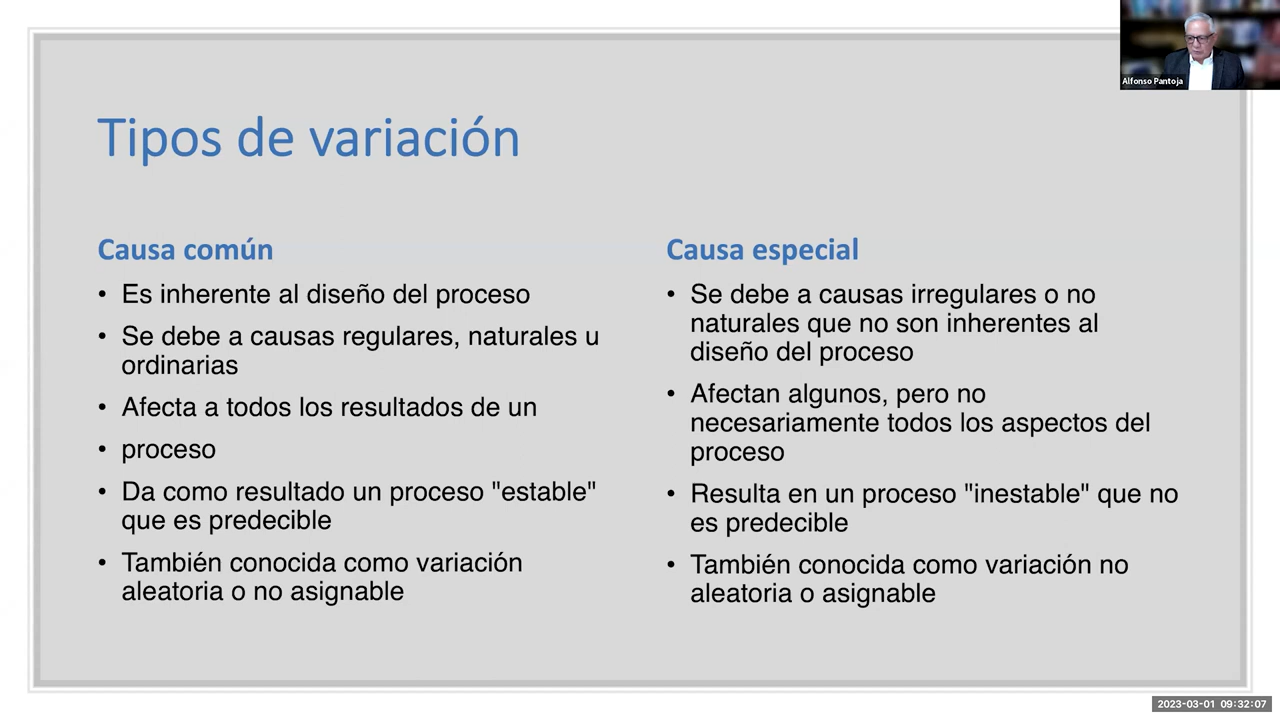 Alfonso Pantoja
Tipos de variación
Causa común
• Es inherente al diseño del proceso
• Se debe a causas regulares, naturales u
ordinarias
• Afecta a todos los resultados de un
• proceso
• Da como resultado un proceso "estable"
que es predecible
• También conocida como variación
aleatoria o no asignable
Causa especial
• Se debe a causas irregulares o no
naturales que no son inherentes al
diseño del proceso
• Afectan algunos, pero no
necesariamente todos los aspectos del
proceso
• Resulta en un proceso "inestable" que no
es predecible
• También conocida como variación no
aleatoria o asignable
2023-03-01 09:32:07